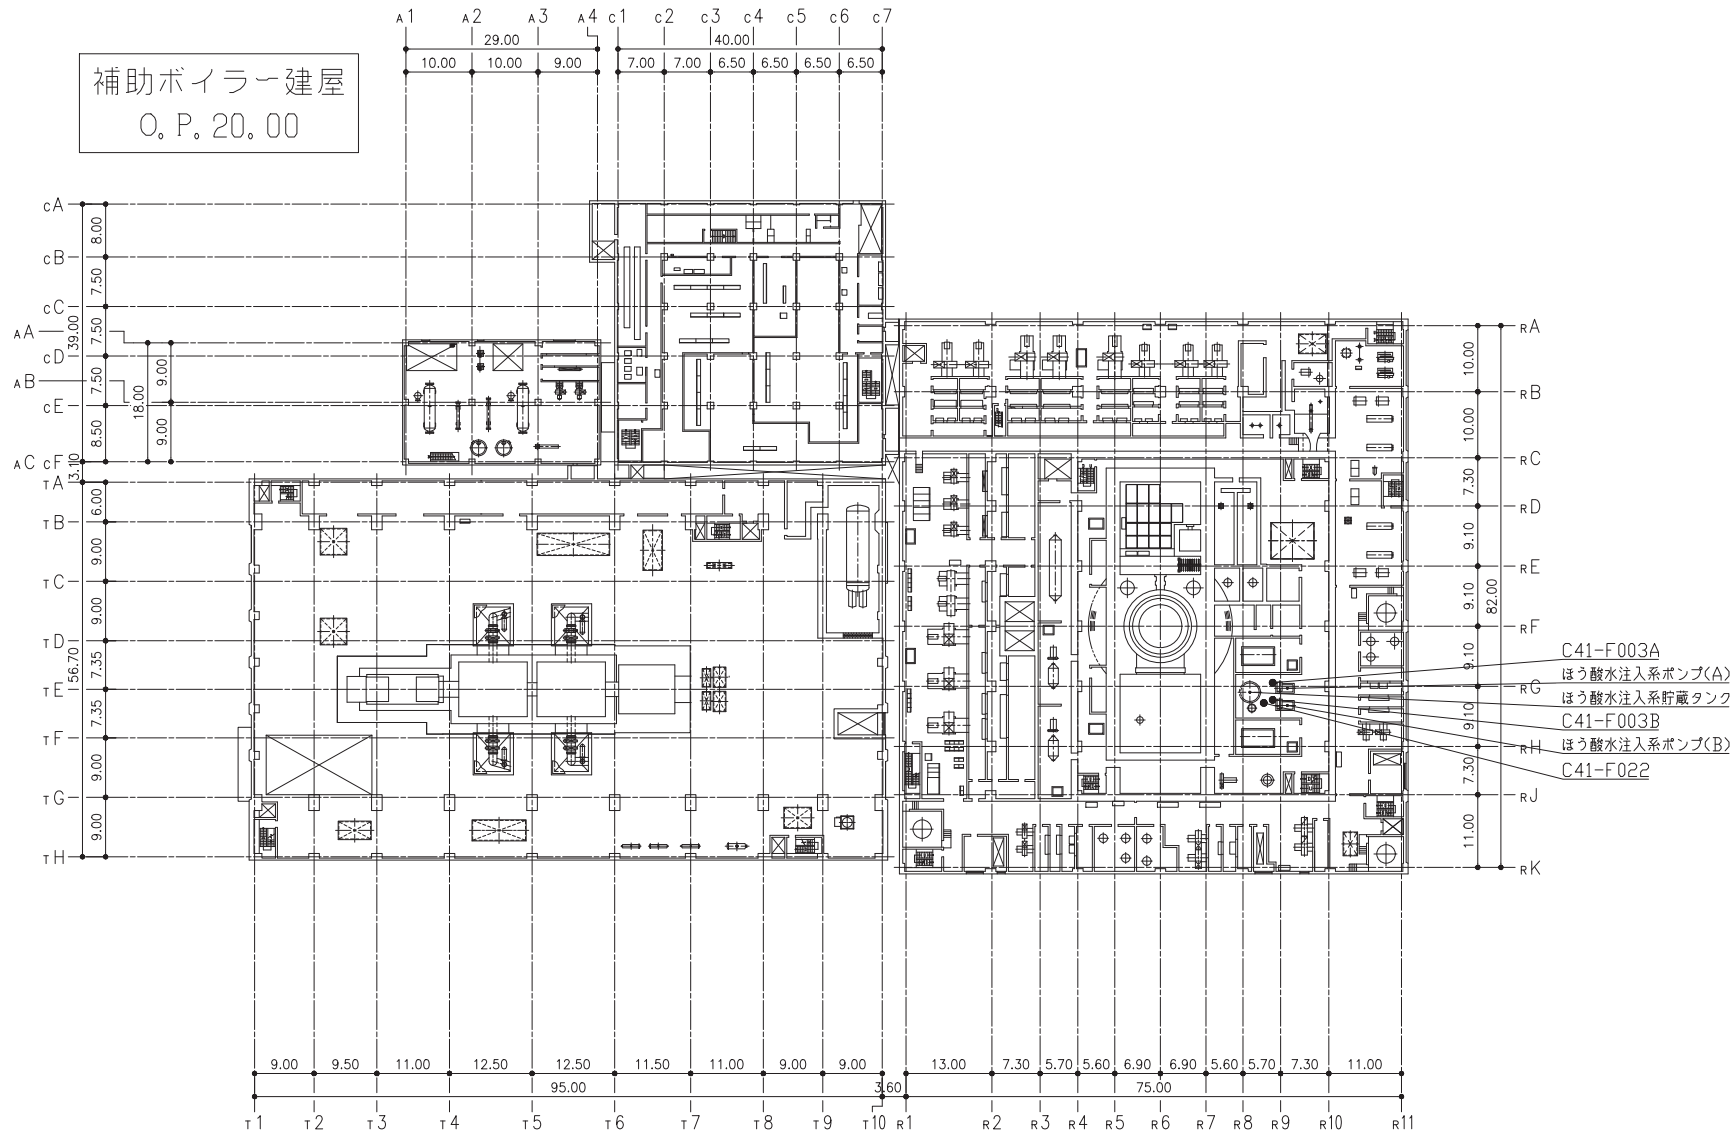 補助ボイラー建屋
O.P.20.00
A1 A2 A3 A4 C1 C2 C3 C4 C5 C6 C7
29.00 40.00
10.00 10.00 9.00 7.00 7.00 6.50 6.50 6.50 6.50
CA
8.00
CB
7.50
CC
39.00
7.50
AA
CD
9.00
7.50
AB
18.00
CE
9.00
8.50
AC CF
3.10
TA
6.00
TB
9.00
TC
9.00
TD
56.70
7.35
TE
7.35
TF
9.00
TG
9.00
TH
RA
10.00
RB
10.00
RC
7.30
RD
9.10
RE
9.10
82.00
RF
9.10
RG
9.10
RH
7.30
RJ
11.00
RK
C41-F003A
ほう酸水注入系ポンプ(A)
ほう酸水注入系貯蔵タンク
C41-F003B
ほう酸水注入系ポンプ(B)
C41-F022
9.00 9.50 11.00 12.50 12.50 11.50 11.00 9.00 9.00 13.00 7.30 5.70 5.60 6.90 6.90 5.60 5.70 7.30 11.00
95.00 3.60 75.00
T1 T2 T3 T4 T5 T6 T7 T8 T9 T10 R1 R2 R3 R4 R5 R6 R7 R8 R9 R10 R11